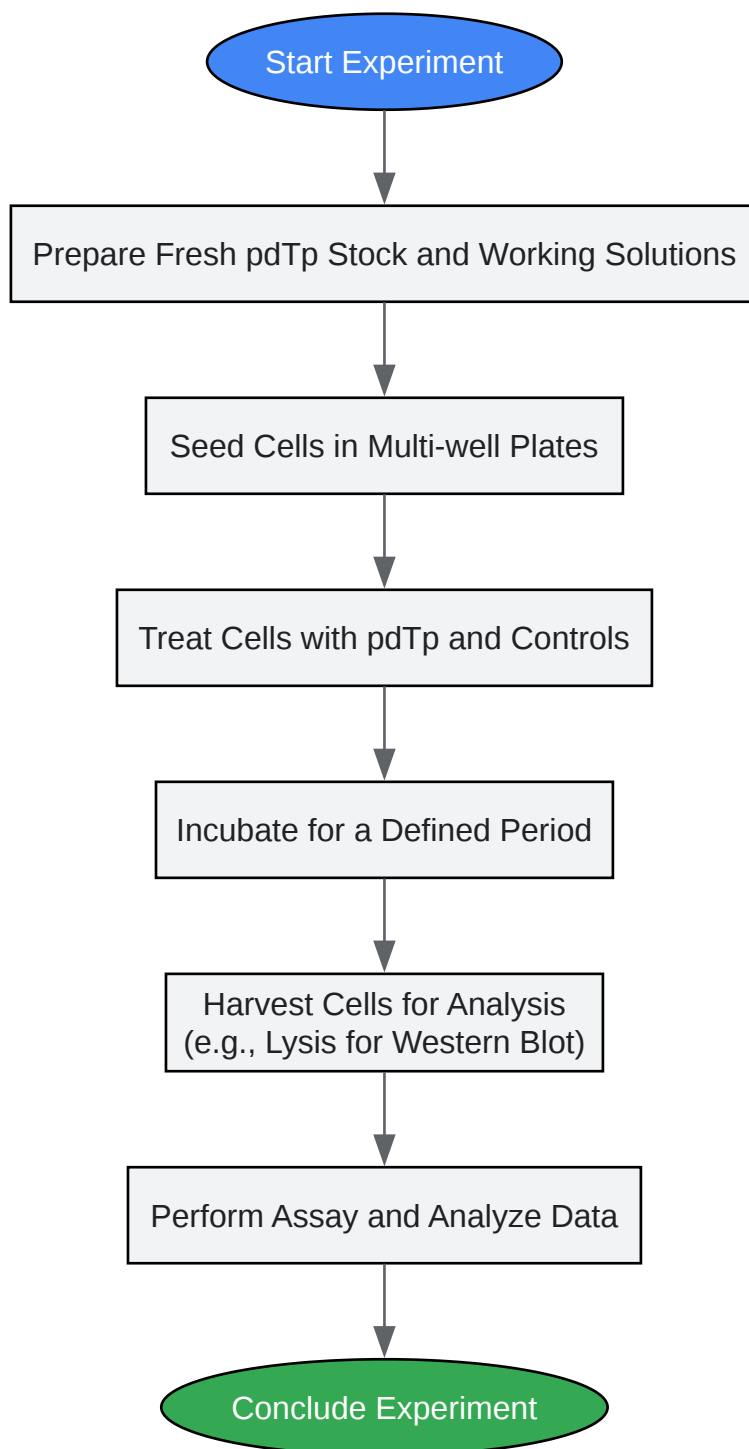 Start Experiment
Prepare Fresh pdTp Stock and Working Solutions
Seed Cells in Multi-well Plates
Treat Cells with pdTp and Controls
Incubate for a Defined Period
Harvest Cells for Analysis
(e.g., Lysis for Western Blot)
Perform Assay and Analyze Data
Conclude Experiment